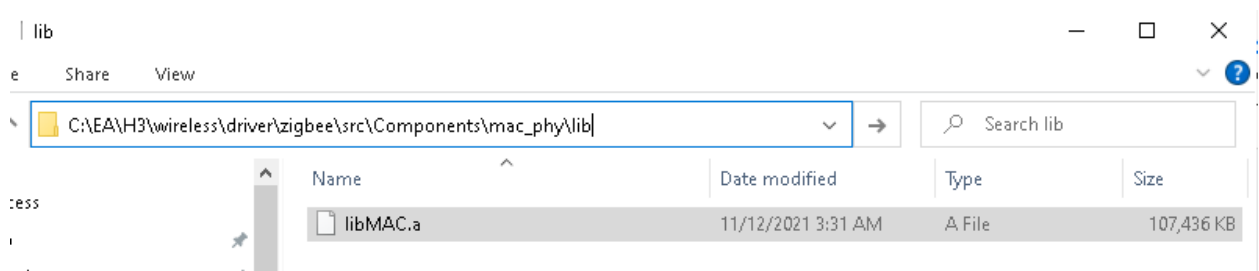 lib
e Share View
C:\EA\H3\wireless\driver\zigbee\src\Components\mac_phy\lib
Search lib
Name Date modified Type Size
cess
libMAC.a 11/12/2021 3:31 AM A File 107,436 KB